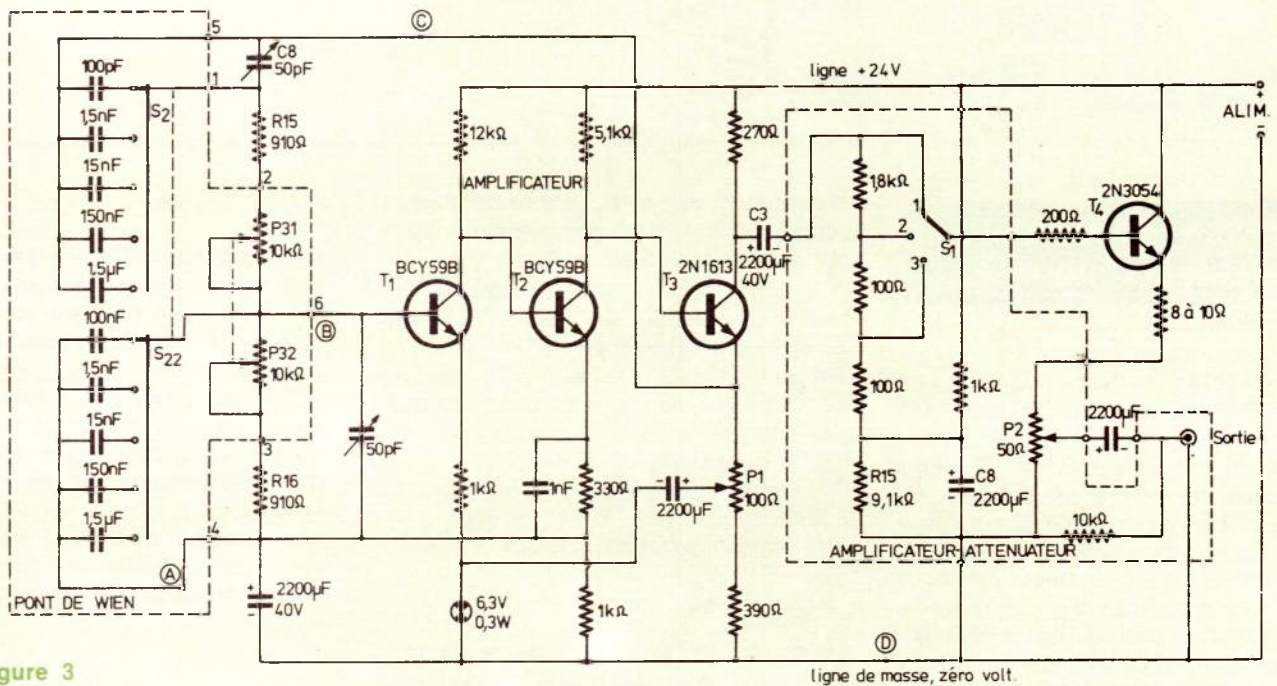 5
C
C8
50pF
100pF
1
S2
1,5nF
15nF
R15
910Ω
150nF
2
1,5µF
P31
10kΩ
100nF
6
B
S22
1,5nF
P32
10kΩ
15nF
3
50pF
150nF
R16
910Ω
1,5µF
4
A
PONT DE WIEN
+
2200µF
-
40V
12kΩ
5,1kΩ
AMPLIFICATEUR
BCY59B
T1
BCY59B
T2
2N1613
T3
270Ω
C3
+
-
2200µF
40V
1kΩ
1nF
330Ω
- +
2200µF
P1
100Ω
6,3V
0,3W
1kΩ
390Ω
ligne +24V
+
ALIM.
-
1,8kΩ
1
2
3
S1
100Ω
200Ω
2N3054
T4
8 à 10Ω
100Ω
1kΩ
P2
50Ω
2200µF
+ -
Sortie
R15
9,1kΩ
C8
-
2200µF
10kΩ
AMPLIFICATEUR-ATTENUATEUR
D
ligne de masse, zéro volt.
gure 3